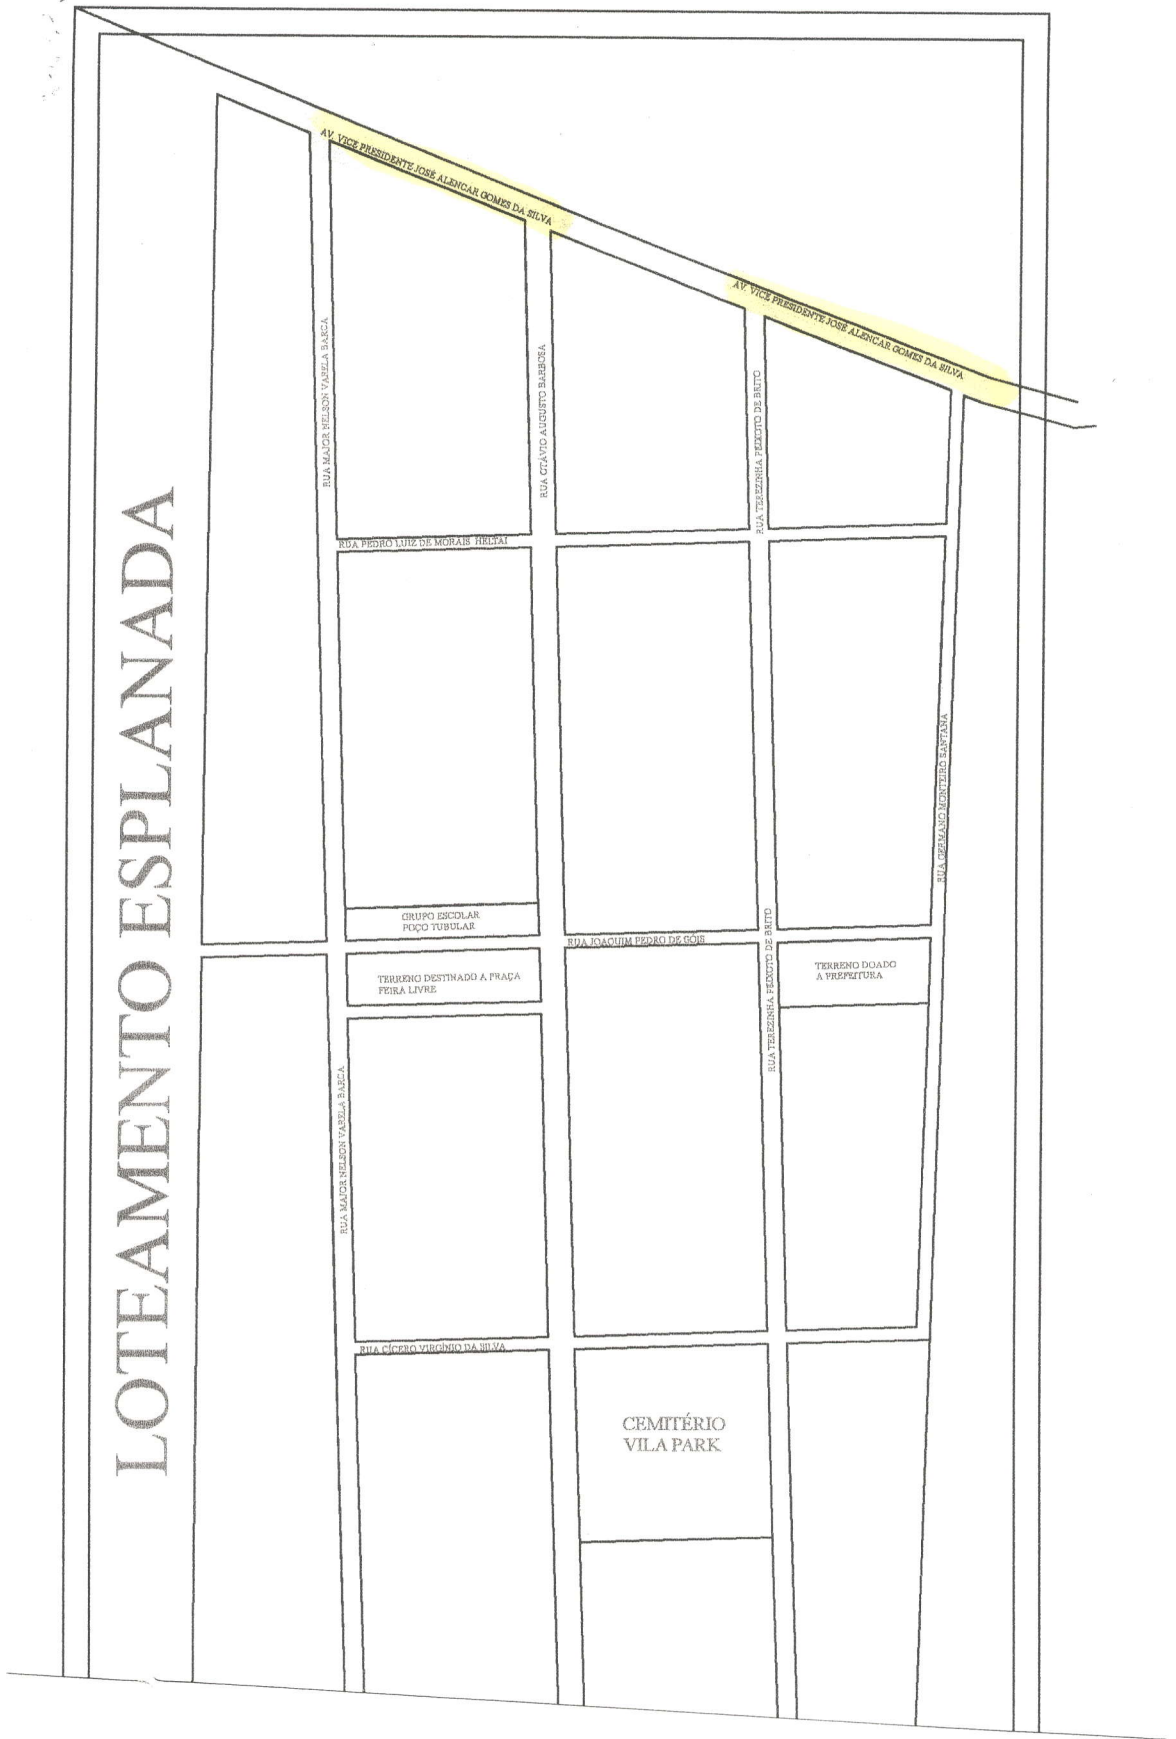 AV. VICE PRESIDENTE JOSÉ ALENCAR GOMES DA SILVA
AV. VICE PRESIDENTE JOSÉ ALENCAR GOMES DA SILVA
RUA MAJOR NELSON VARELA BARCA
RUA OTÁVIO AUGUSTO BARBOSA
RUA TEREZINHA PEIXOTO DE BRITO
RUA PEDRO LUIZ DE MORAIS HELTAI
LOTEAMENTO ESPLANADA
RUA GERMANO MONTEIRO SANTANA
GRUPO ESCOLAR
POÇO TUBULAR
RUA JOAQUIM PEDRO DE GÓIS
RUA TEREZINHA PEIXOTO DE BRITO
TERRENO DESTINADO A PRAÇA
FEIRA LIVRE
TERRENO DOADO
A PREFEITURA
RUA MAJOR NELSON VARELA BARCA
RUA CÍCERO VIRGÍNIO DA SILVA
CEMITÉRIO
VILA PARK